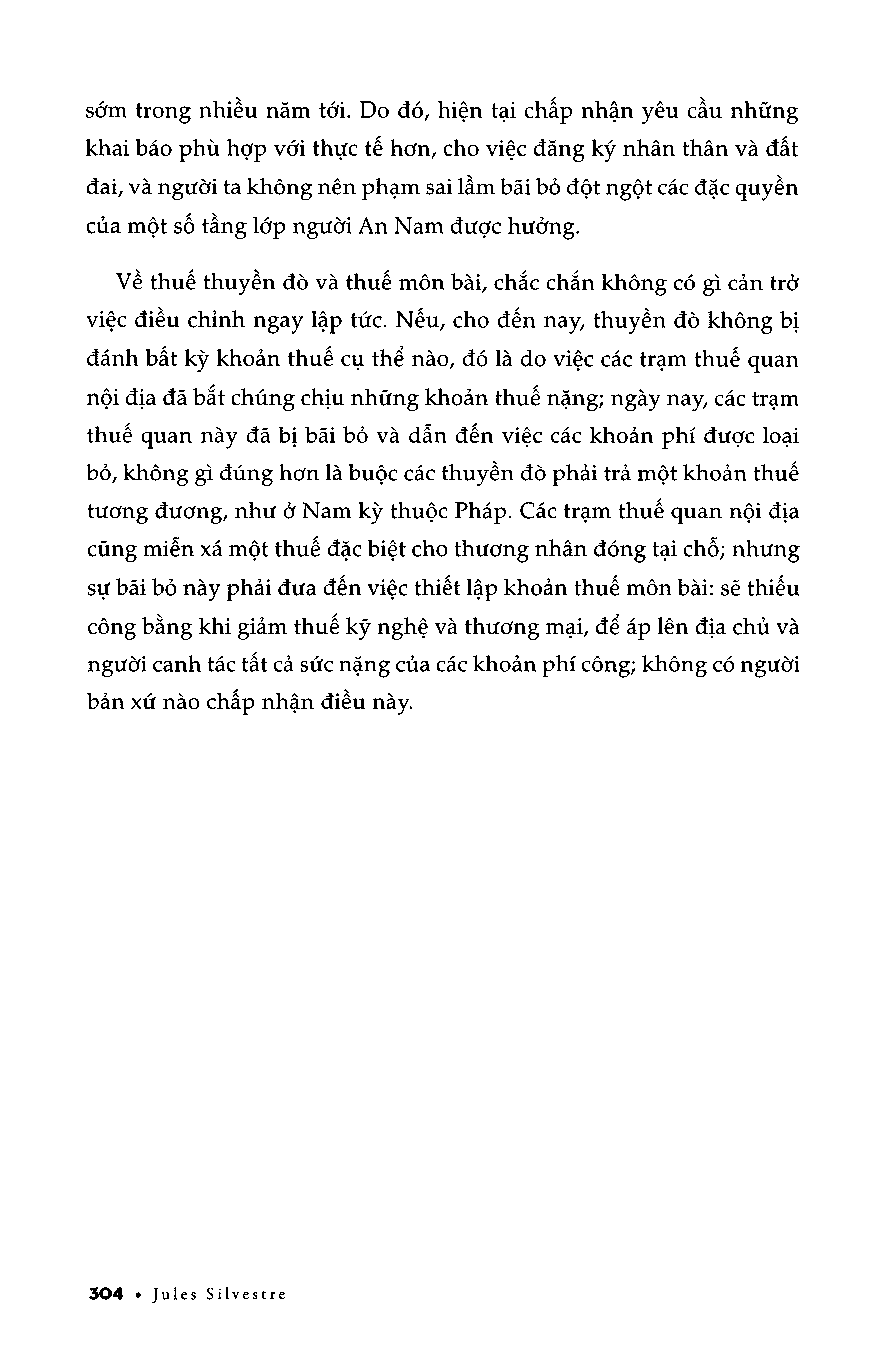 sớm trong nhiều năm tới. Do đó, hiện tại chấp nhận yêu cầu những
khai báo phù hợp với thực tế hơn, cho việc đăng ký nhân thân và đất
đai, và người ta không nên phạm sai lầm bãi bỏ đột ngột các đặc quyền
của một số tầng lớp người An Nam được hưởng.
Về thuế thuyền đò và thuế môn bài, chắc chắn không có gì cản trở
việc điều chỉnh ngay lập tức. Nếu, cho đến nay, thuyền đò không bị
đánh bất kỳ khoản thuế cụ thể nào, đó là do việc các trạm thuế quan
nội địa đã bắt chúng chịu những khoản thuế nặng; ngày nay, các trạm
thuế quan này đã bị bãi bỏ và dẫn đến việc các khoản phí được loại
bỏ, không gì đúng hơn là buộc các thuyền đò phải trả một khoản thuế
tương đương, như ở Nam kỳ thuộc Pháp. Các trạm thuế quan nội địa
cũng miễn xá một thuế đặc biệt cho thương nhân đóng tại chỗ; nhưng
sự bãi bỏ này phải đưa đến việc thiết lập khoản thuế môn bài: sẽ thiếu
công bằng khi giảm thuế kỹ nghệ và thương mại, để áp lên địa chủ và
người canh tác tất cả sức nặng của các khoản phí công; không có người
bản xứ nào chấp nhận điều này.
304 • Jules Silvestre